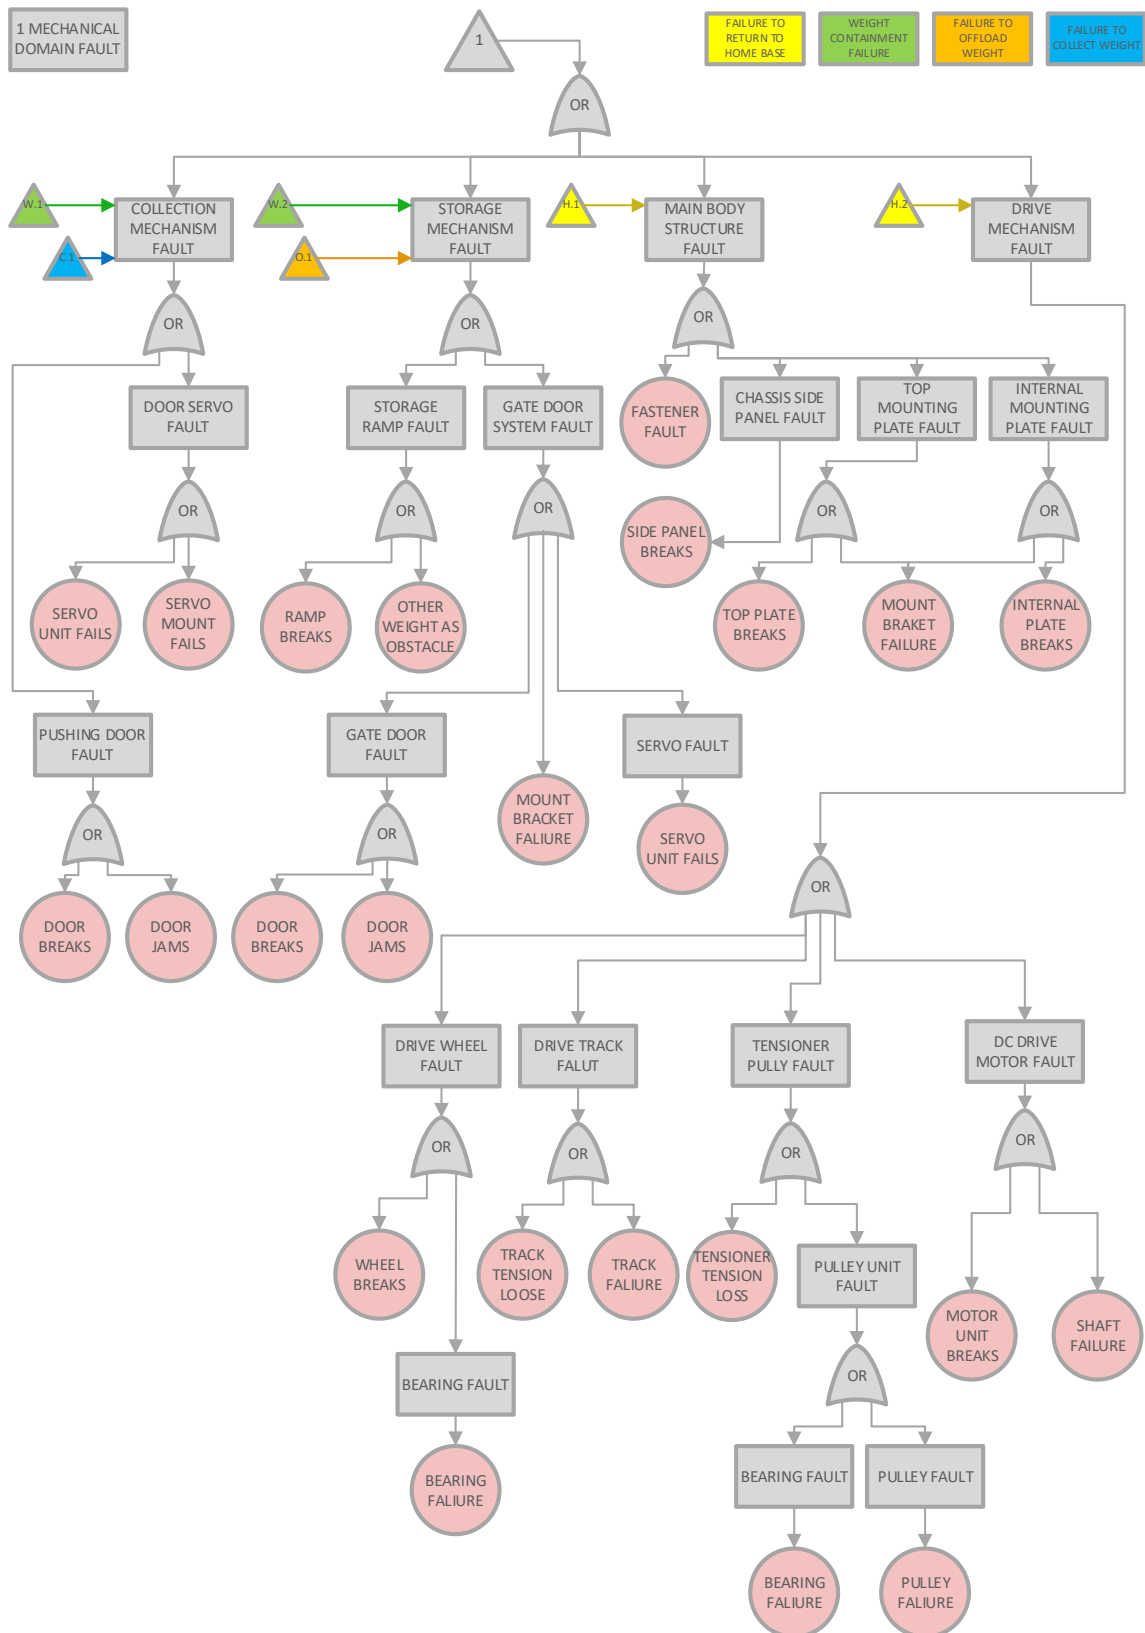 1 MECHANICAL
DOMAIN FAULT
1
FAILURE TO
RETURN TO
HOME BASE
WEIGHT
CONTAINMENT
FAILURE
FAILURE TO
OFFLOAD
WEIGHT
FAILURE TO
COLLECT WEIGHT
OR
W.1
C.1
COLLECTION
MECHANISM
FAULT
W.2
O.1
STORAGE
MECHANISM
FAULT
H.1
MAIN BODY
STRUCTURE
FAULT
H.2
DRIVE
MECHANISM
FAULT
OR
OR
OR
DOOR SERVO
FAULT
STORAGE
RAMP FAULT
GATE DOOR
SYSTEM FAULT
FASTENER
FAULT
CHASSIS SIDE
PANEL FAULT
TOP
MOUNTING
PLATE FAULT
INTERNAL
MOUNTING
PLATE FAULT
OR
OR
OR
OR
OR
SIDE PANEL
BREAKS
SERVO
UNIT FAILS
SERVO
MOUNT
FAILS
RAMP
BREAKS
OTHER
WEIGHT AS
OBSTACLE
TOP PLATE
BREAKS
MOUNT
BRAKET
FAILURE
INTERNAL
PLATE
BREAKS
PUSHING DOOR
FAULT
GATE DOOR
FAULT
SERVO FAULT
MOUNT
BRACKET
FALIURE
SERVO
UNIT FAILS
OR
OR
OR
DOOR
BREAKS
DOOR
JAMS
DOOR
BREAKS
DOOR
JAMS
DRIVE WHEEL
FAULT
DRIVE TRACK
FALUT
TENSIONER
PULLY FAULT
DC DRIVE
MOTOR FAULT
OR
OR
OR
OR
WHEEL
BREAKS
TRACK
TENSION
LOOSE
TRACK
FALIURE
TENSIONER
TENSION
LOSS
PULLEY UNIT
FAULT
MOTOR
UNIT
BREAKS
SHAFT
FAILURE
BEARING FAULT
OR
BEARING
FALIURE
BEARING FAULT
PULLEY FAULT
BEARING
FALIURE
PULLEY
FALIURE